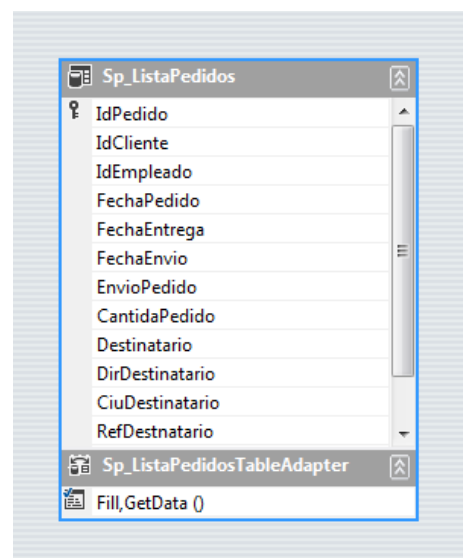 Sp_ListaPedidos
IdPedido
IdCliente
IdEmpleado
FechaPedido
FechaEntrega
FechaEnvio
EnvioPedido
CantidaPedido
Destinatario
DirDestinatario
CiuDestinatario
RefDestnatario
Sp_ListaPedidosTableAdapter
Fill,GetData ()